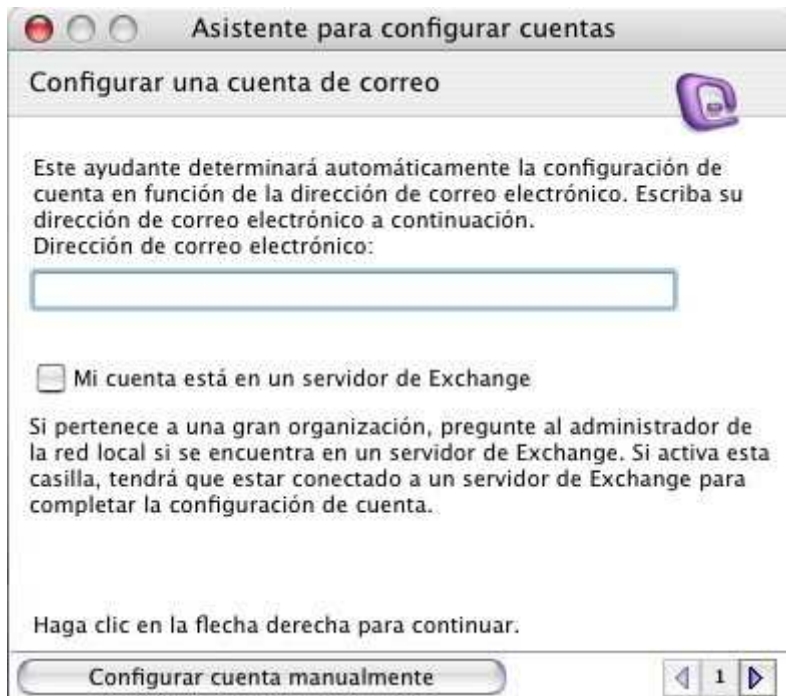 Asistente para configurar cuentas
Configurar una cuenta de correo
Este ayudante determinará automáticamente la configuración de
cuenta en función de la dirección de correo electrónico. Escriba su
dirección de correo electrónico a continuación.
Dirección de correo electrónico:
Mi cuenta está en un servidor de Exchange
Si pertenece a una gran organización, pregunte al administrador de
la red local si se encuentra en un servidor de Exchange. Si activa esta
casilla, tendrá que estar conectado a un servidor de Exchange para
completar la configuración de cuenta.
Haga clic en la flecha derecha para continuar.
Configurar cuenta manualmente 1